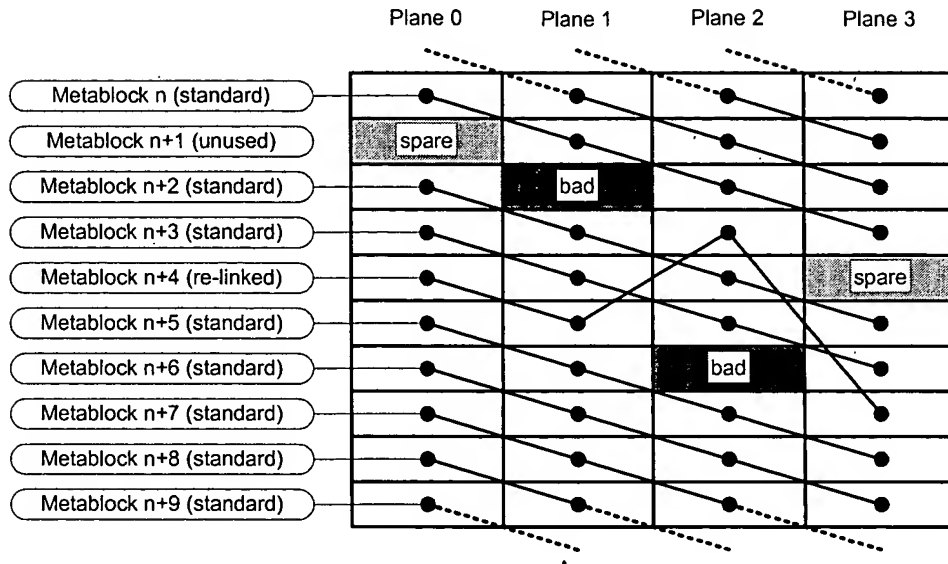 Plane 0 Plane 1 Plane 2 Plane 3
Metablock n (standard)
Metablock n+1 (unused) spare
Metablock n+2 (standard) bad
Metablock n+3 (standard)
Metablock n+4 (re-linked) spare
Metablock n+5 (standard)
Metablock n+6 (standard) bad
Metablock n+7 (standard)
Metablock n+8 (standard)
Metablock n+9 (standard)